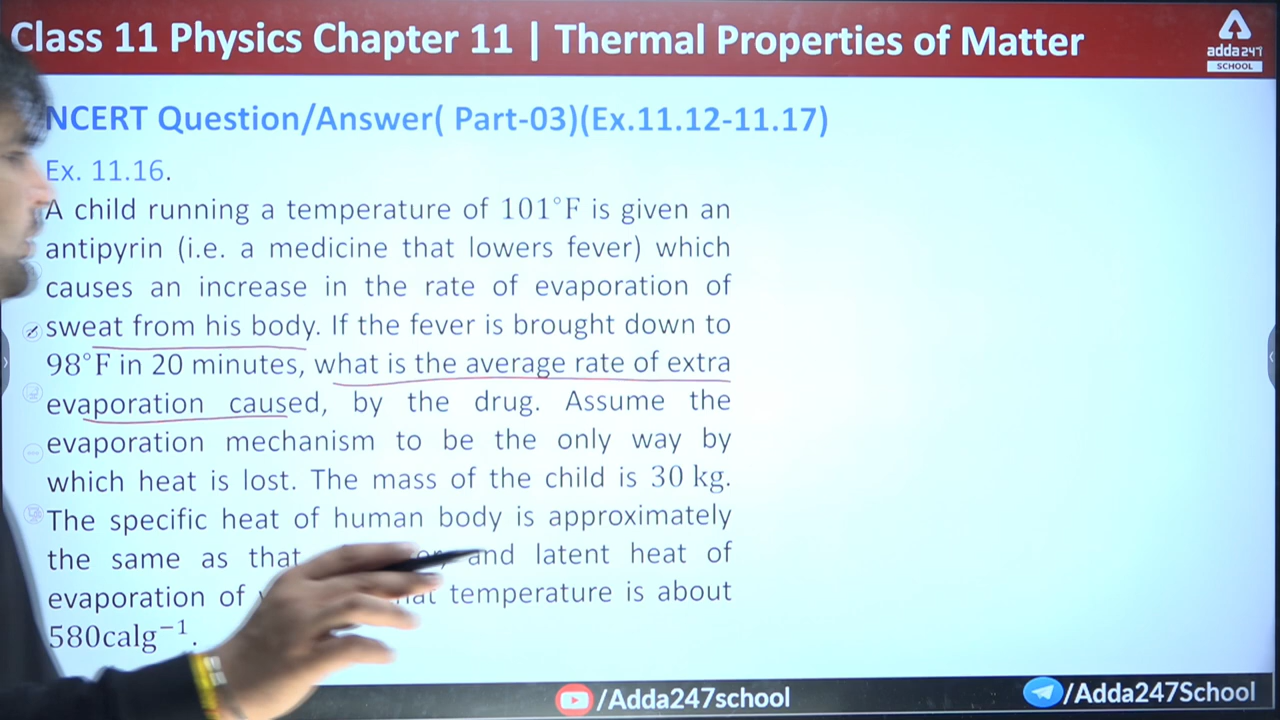 Class 11 Physics Chapter 11 | Thermal Properties of Matter
adda247
SCHOOL
NCERT Question/Answer( Part-03)(Ex.11.12-11.17)
Ex. 11.16.
A child running a temperature of 101°F is given an
antipyrin (i.e. a medicine that lowers fever) which
causes an increase in the rate of evaporation of
sweat from his body. If the fever is brought down to
98°F in 20 minutes, what is the average rate of extra
evaporation caused, by the drug. Assume the
evaporation mechanism to be the only way by
which heat is lost. The mass of the child is 30 kg.
The specific heat of human body is approximately
the same as that and latent heat of
evaporation of temperature is about
580calg⁻¹.
/Adda247school
/Adda247School